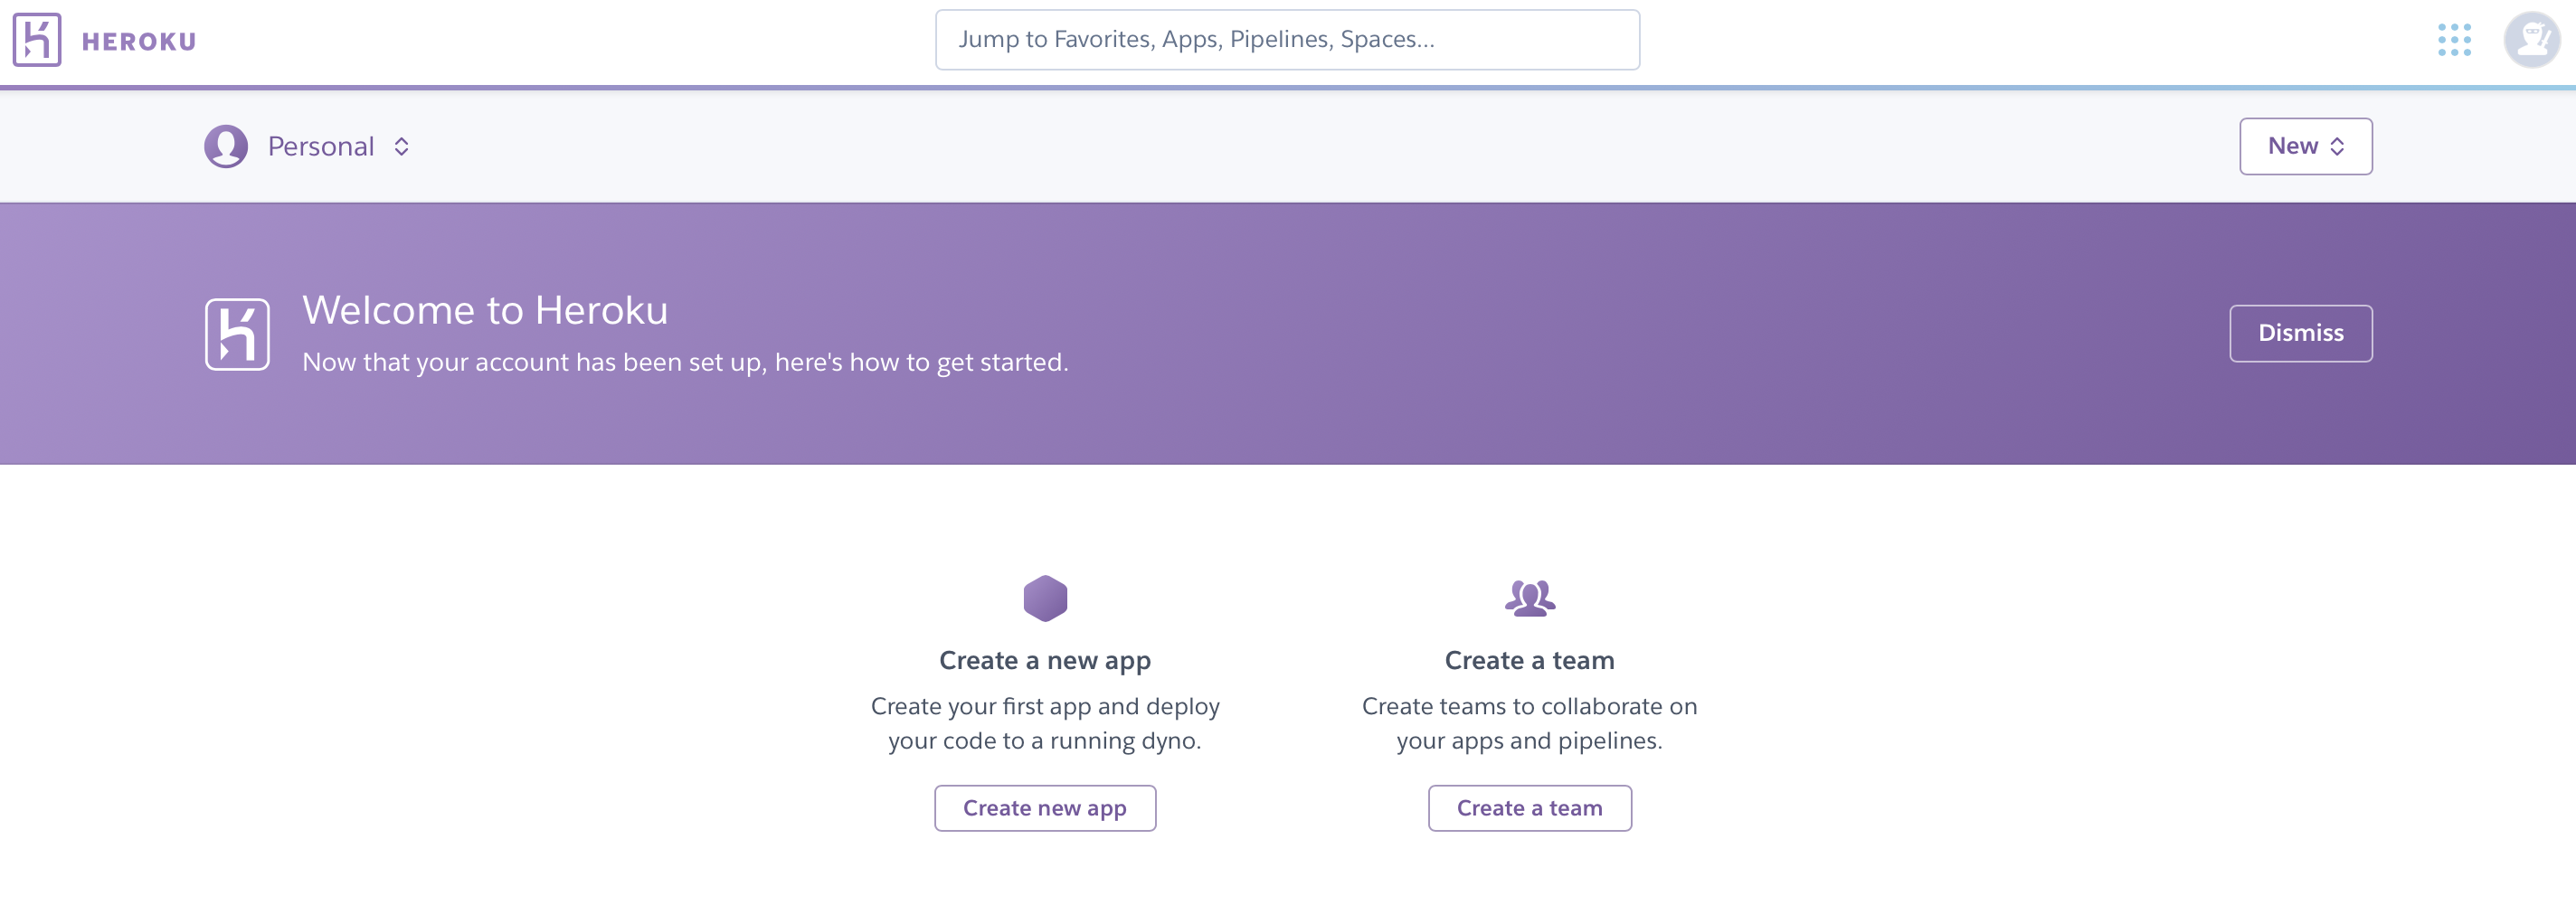 HEROKU
Jump to Favorites, Apps, Pipelines, Spaces...
Personal
New
Welcome to Heroku
Now that your account has been set up, here's how to get started.
Dismiss
Create a new app
Create your first app and deploy
your code to a running dyno.
Create new app
Create a team
Create teams to collaborate on
your apps and pipelines.
Create a team